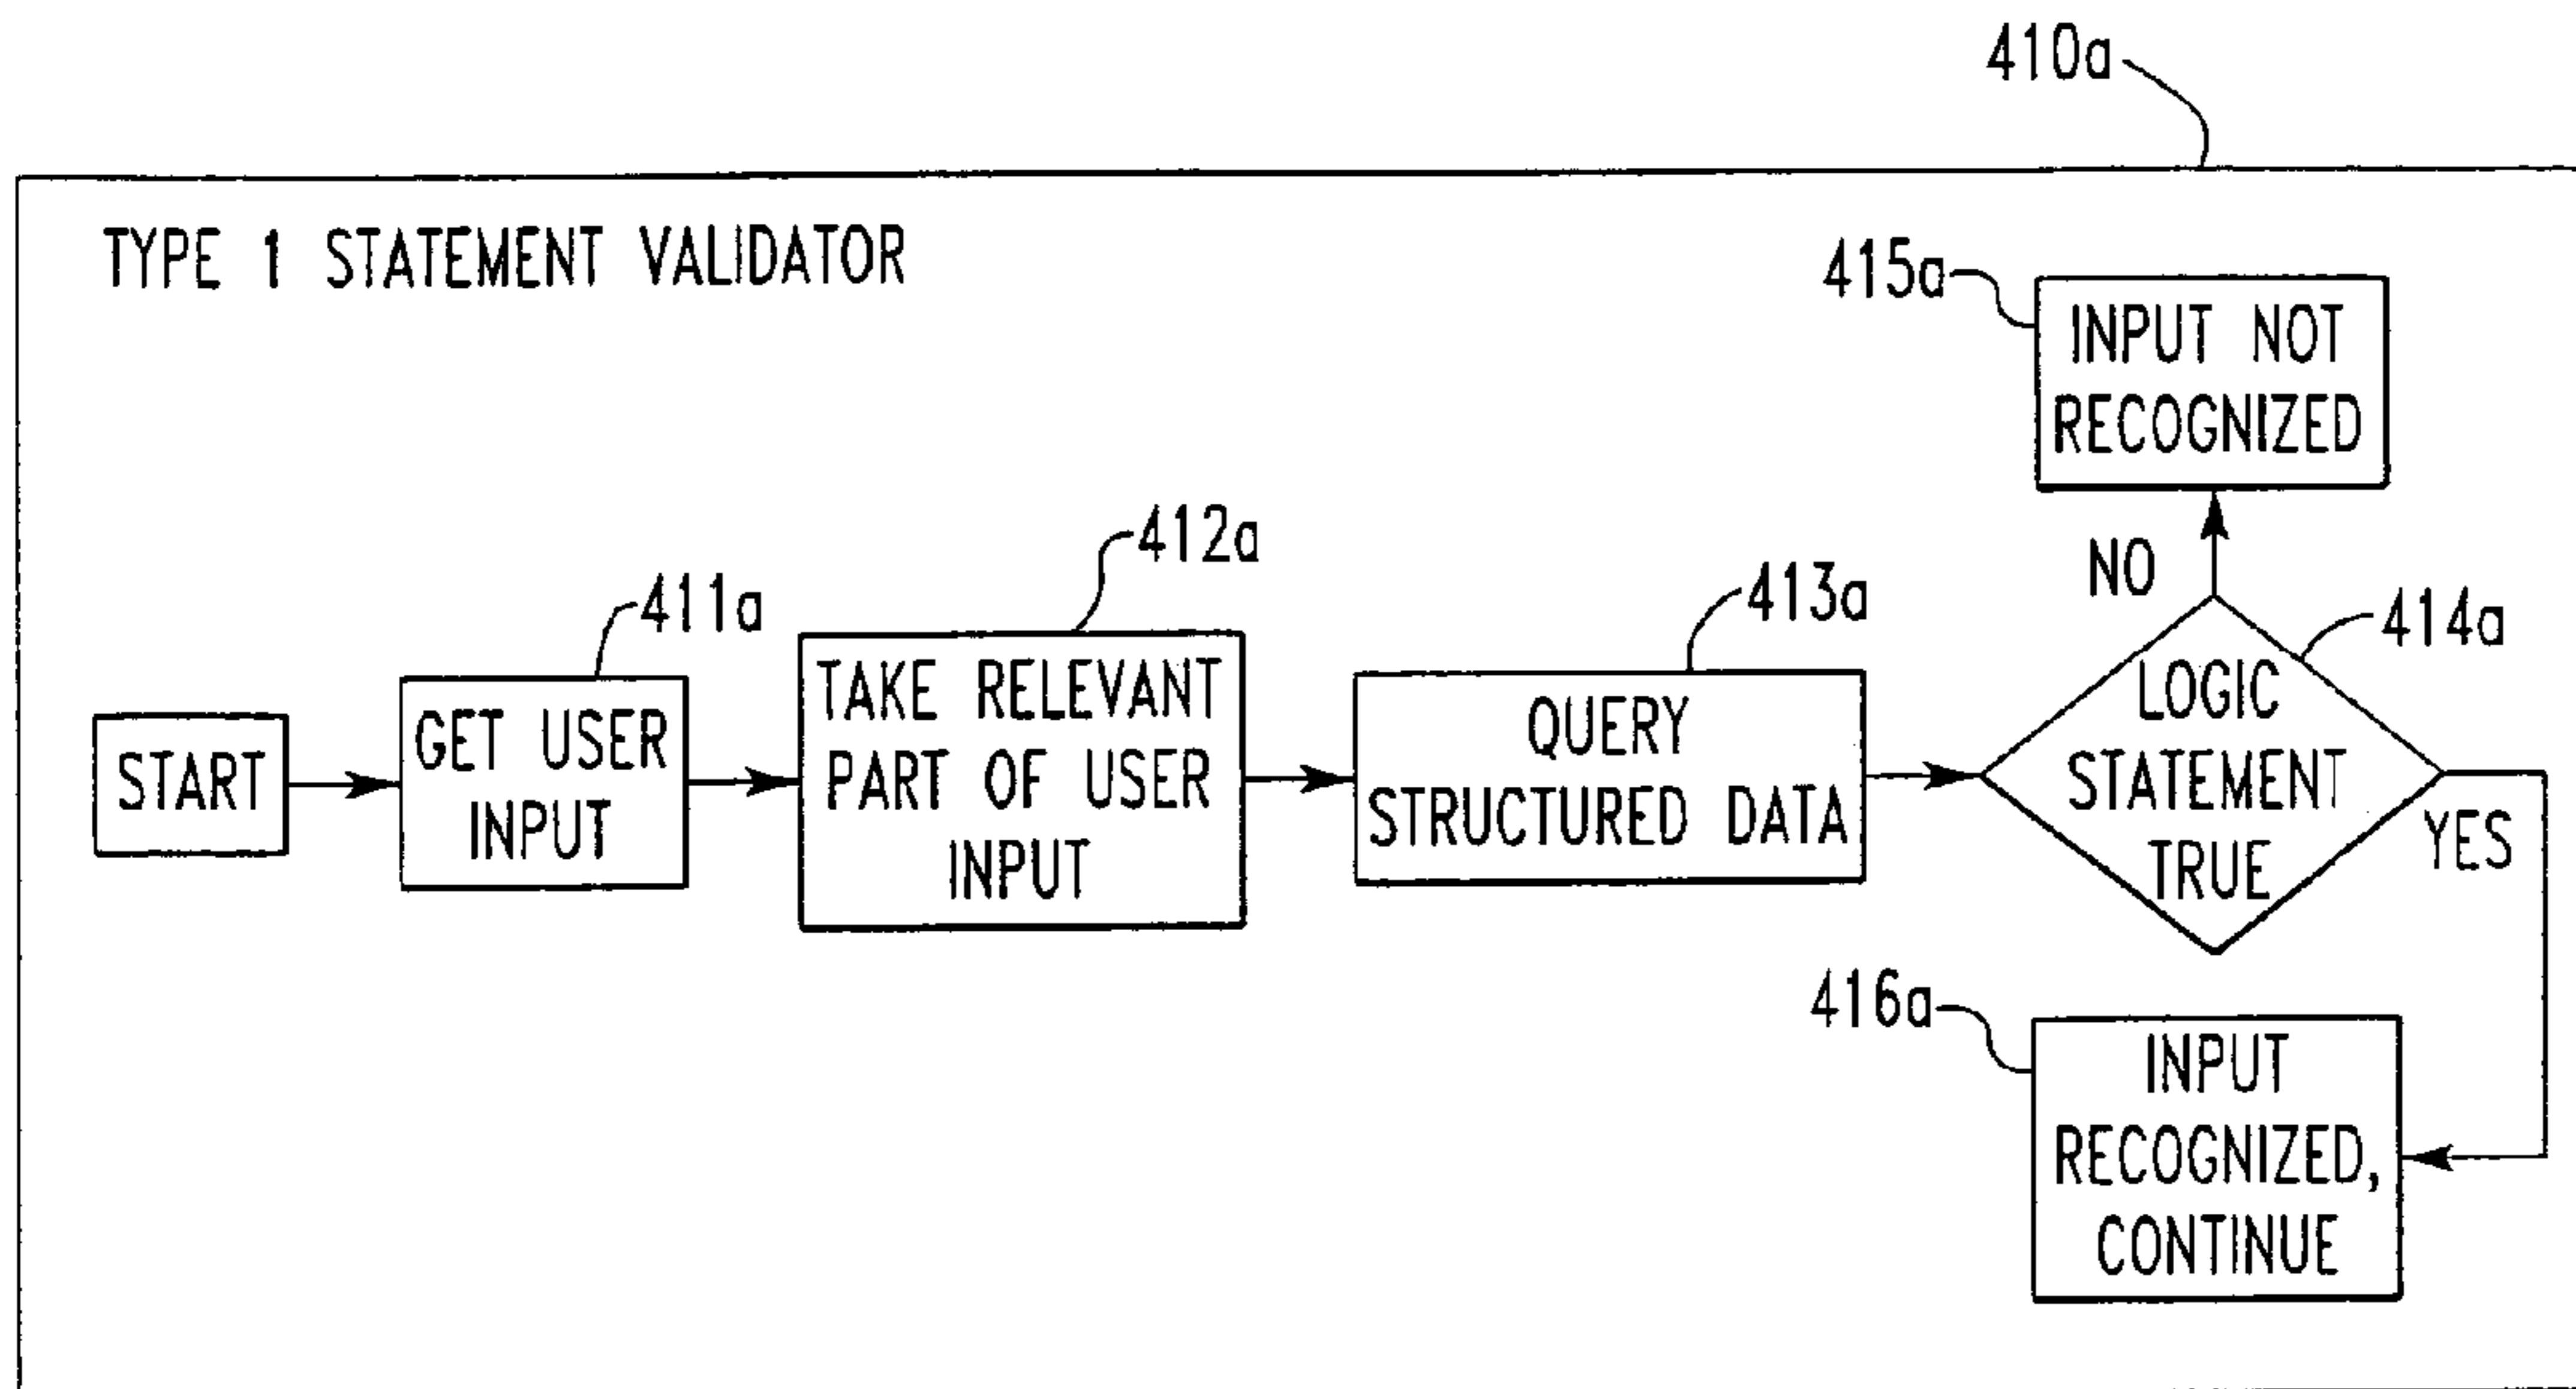 410a
TYPE 1 STATEMENT VALIDATOR
415a
INPUT NOT
RECOGNIZED
412a
NO
411a
413a
414a
START
GET USER
INPUT
TAKE RELEVANT
PART OF USER
INPUT
QUERY
STRUCTURED DATA
LOGIC
STATEMENT
TRUE
YES
416a
INPUT
RECOGNIZED,
CONTINUE